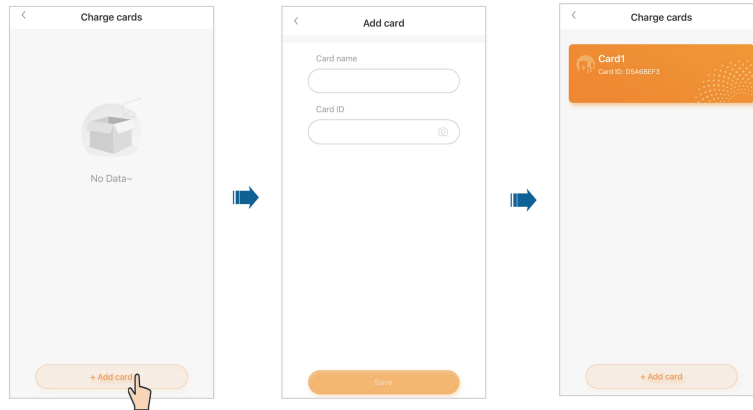 Charge cards
No Data~
+ Add card
Add card
Card name
Card ID
Save
Charge cards
Card1
Card ID: D5A6BEF3
+ Add card